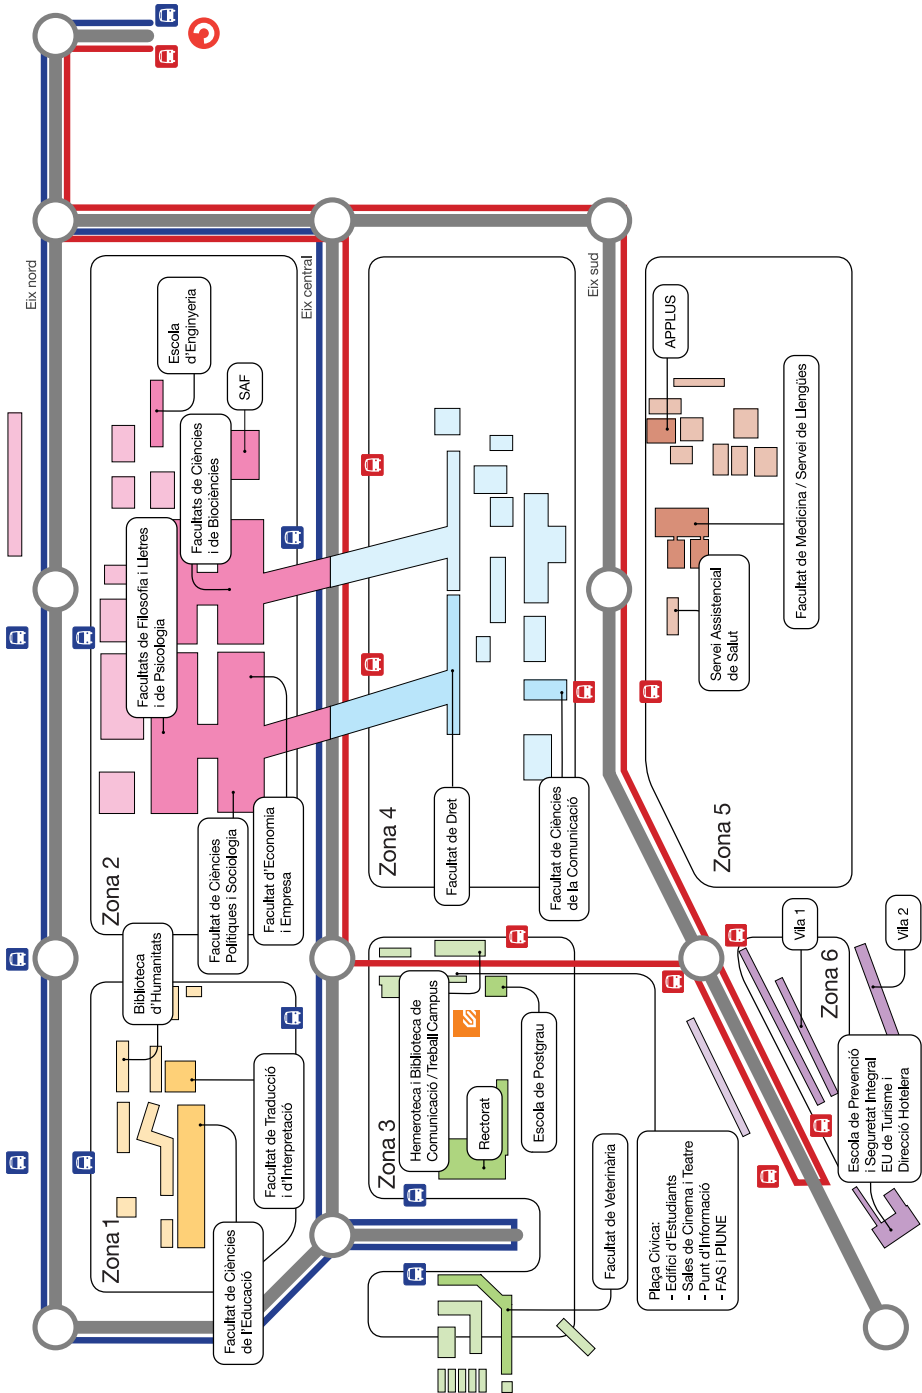 Eix nord
Eix central
Eix sud
Zona 1
Zona 2
Zona 3
Zona 4
Zona 5
Zona 6
Biblioteca
d'Humanitats
Facultat de Traducció
i d'Interpretació
Facultat de Ciències
de l'Educació
Escola
d'Enginyeria
SAF
Facultats de Ciències
i de Biociències
Facultats de Filosofia i Lletres
i de Psicologia
Facultat de Ciències
Polítiques i Sociologia
Facultat d'Economia
i Empresa
Hemeroteca i Biblioteca de
Comunicació / Treball Campus
Rectorat
Escola de Postgrau
Facultat de Veterinària
Plaça Cívica:
- Edifici d'Estudiants
- Sales de Cinema i Teatre
- Punt d'Informació
- FAS i PIUNE
Facultat de Dret
Facultat de Ciències
de la Comunicació
APPLUS
Facultat de Medicina / Servei de Llengües
Servei Assistencial
de Salut
Vila 1
Vila 2
Escola de Prevenció
i Seguretat Integral
EU de Turisme i
Direcció Hotelera